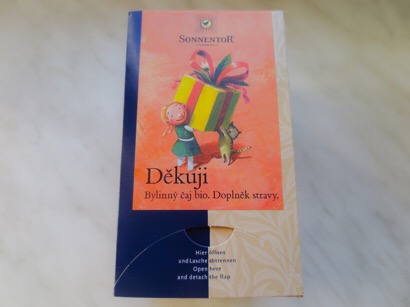 SONNENTOR
Děkuji
Bylinný čaj bio. Doplněk stravy.
Hier öffnen
und Lasche abtrennen
Open here
and detach the flap